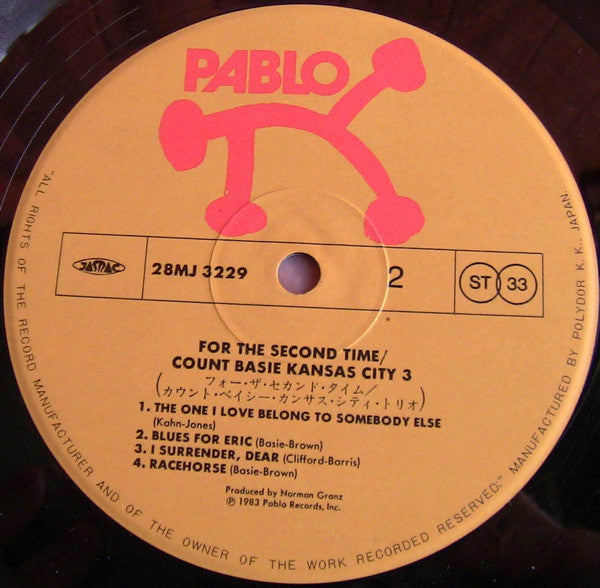 PABLO
JASRAC
28MJ 3229
2
ST 33
FOR THE SECOND TIME/
COUNT BASIE KANSAS CITY 3
(フォー・ザ・セカンド・タイム/
カウント・ベイシー・カンサス・シティ・トリオ)
1. THE ONE I LOVE BELONG TO SOMEBODY ELSE
(Kahn-Jones)
2. BLUES FOR ERIC (Basie-Brown)
3. I SURRENDER, DEAR (Clifford-Barris)
4. RACEHORSE (Basie-Brown)
Produced by Norman Granz
℗ 1983 Pablo Records, Inc.
"ALL RIGHTS OF THE RECORD MANUFACTURER AND OF THE OWNER OF THE WORK RECORDED RESERVED." MANUFACTURED BY POLYDOR K.K., JAPAN.